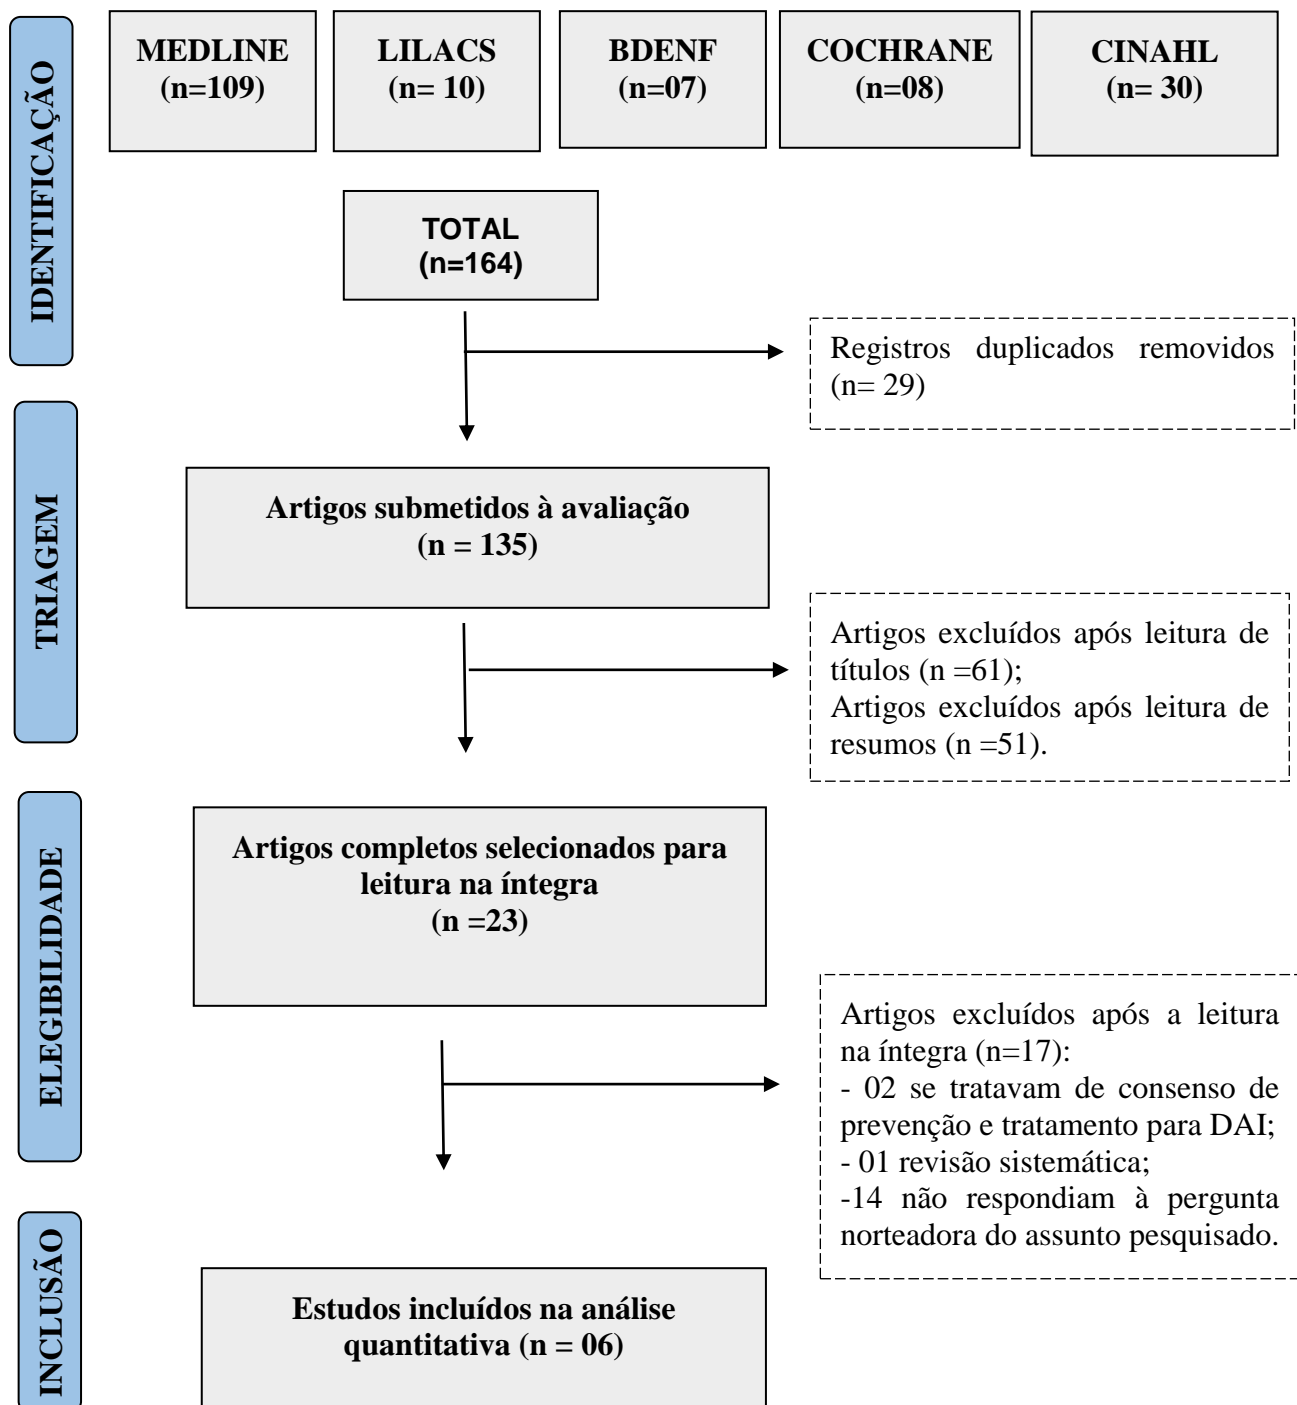 IDENTIFICAÇÃO
MEDLINE
(n=109)
LILACS
(n= 10)
BDENF
(n=07)
COCHRANE
(n=08)
CINAHL
(n= 30)
TOTAL
(n=164)
Registros duplicados removidos
(n= 29)
TRIAGEM
Artigos submetidos à avaliação
(n = 135)
Artigos excluídos após leitura de
títulos (n =61);
Artigos excluídos após leitura de
resumos (n =51).
ELEGIBILIDADE
Artigos completos selecionados para
leitura na íntegra
(n =23)
Artigos excluídos após a leitura
na íntegra (n=17):
- 02 se tratavam de consenso de
prevenção e tratamento para DAI;
- 01 revisão sistemática;
-14 não respondiam à pergunta
norteadora do assunto pesquisado.
INCLUSÃO
Estudos incluídos na análise
quantitativa (n = 06)